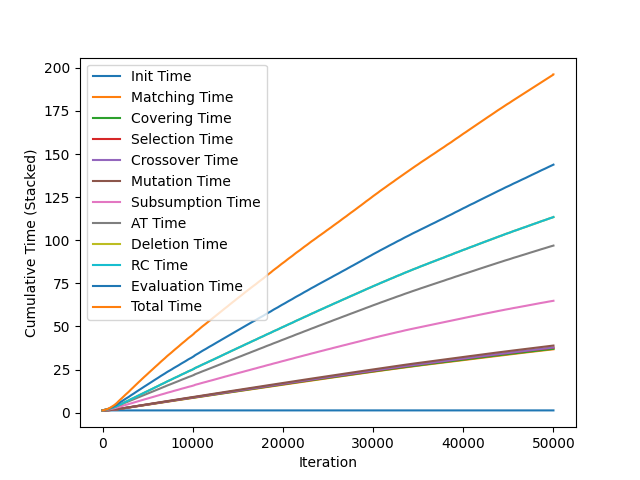 200
175
150
125
100
75
50
25
0
Cumulative Time (Stacked)
Init Time
Matching Time
Covering Time
Selection Time
Crossover Time
Mutation Time
Subsumption Time
AT Time
Deletion Time
RC Time
Evaluation Time
Total Time
0 10000 20000 30000 40000 50000
Iteration